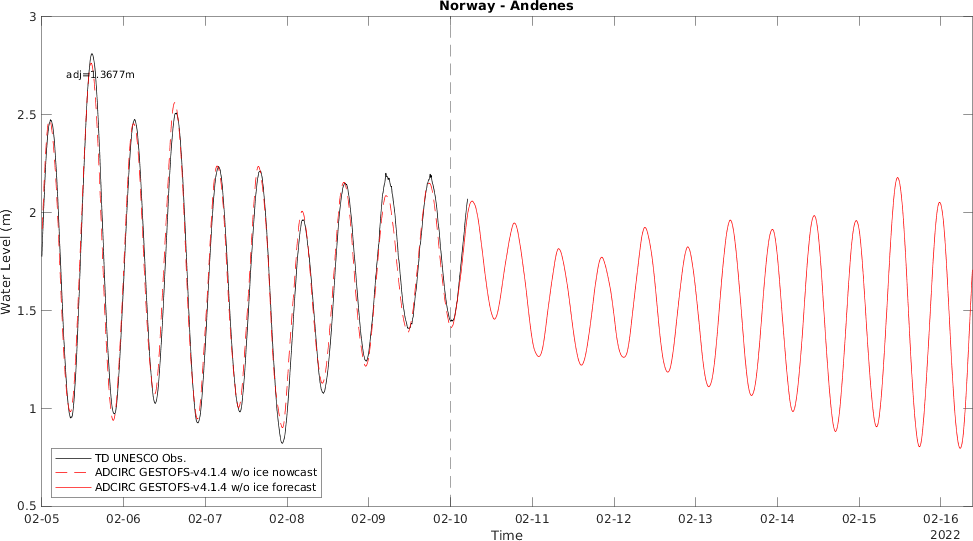 Norway - Andenes
3
2.5
2
1.5
1
0.5
Water Level (m)
adj=1.3677m
TD UNESCO Obs.
ADCIRC GESTOFS-v4.1.4 w/o ice nowcast
ADCIRC GESTOFS-v4.1.4 w/o ice forecast
02-05 02-06 02-07 02-08 02-09 02-10 02-11 02-12 02-13 02-14 02-15 02-16
Time
2022